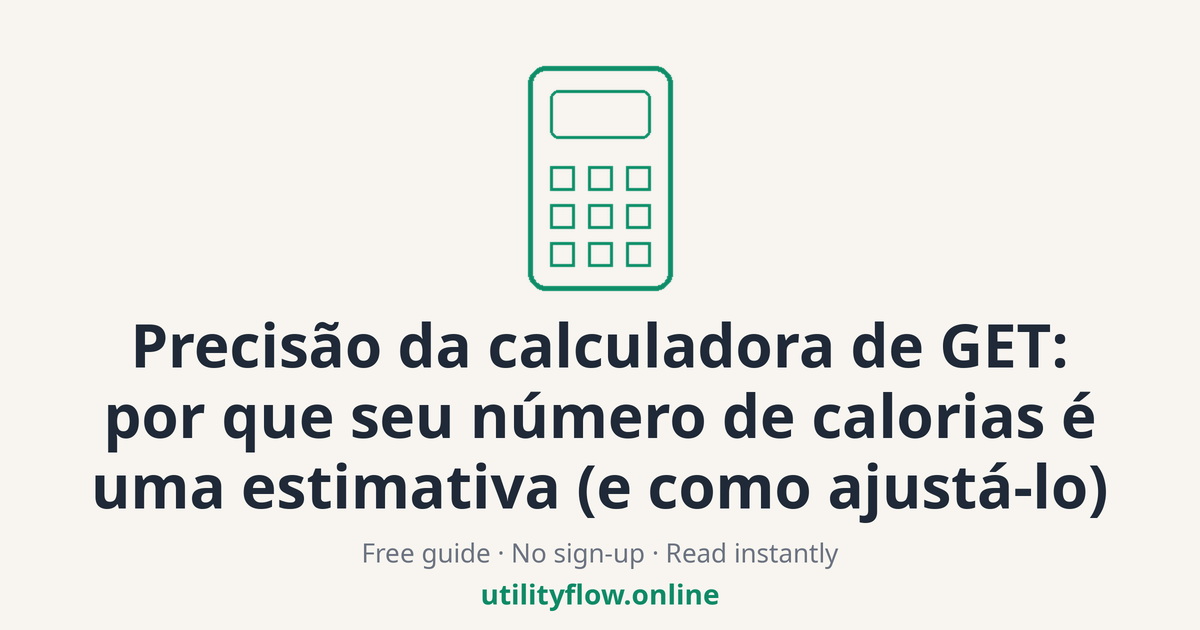 Precisão da calculadora de GET:
por que seu número de calorias é
uma estimativa (e como ajustá-lo)
Free guide · No sign-up · Read instantly
utilityflow.online